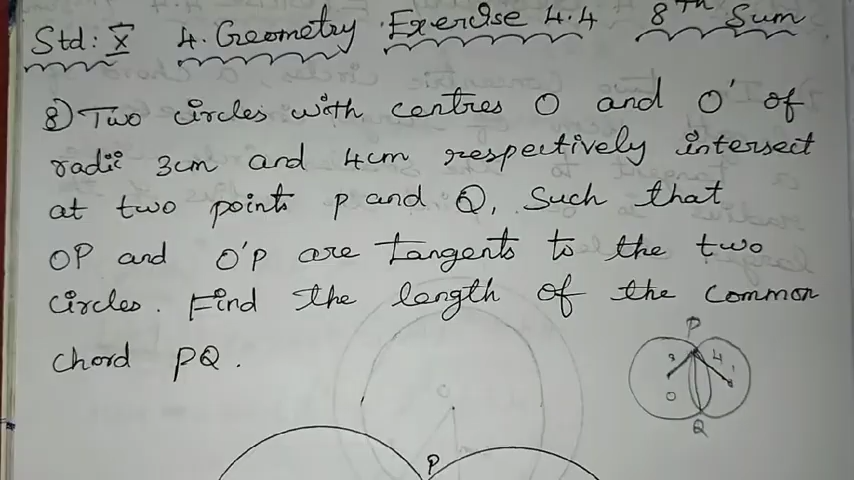 Std: X 4. Geometry Exercise 4.4 8th Sum
8) Two circles with centres O and O' of
radii 3cm and 4cm respectively intersect
at two points P and Q, Such that
OP and O'P are tangents to the two
circles. Find the length of the common
chord PQ.
P
3 4
O
Q
O
P